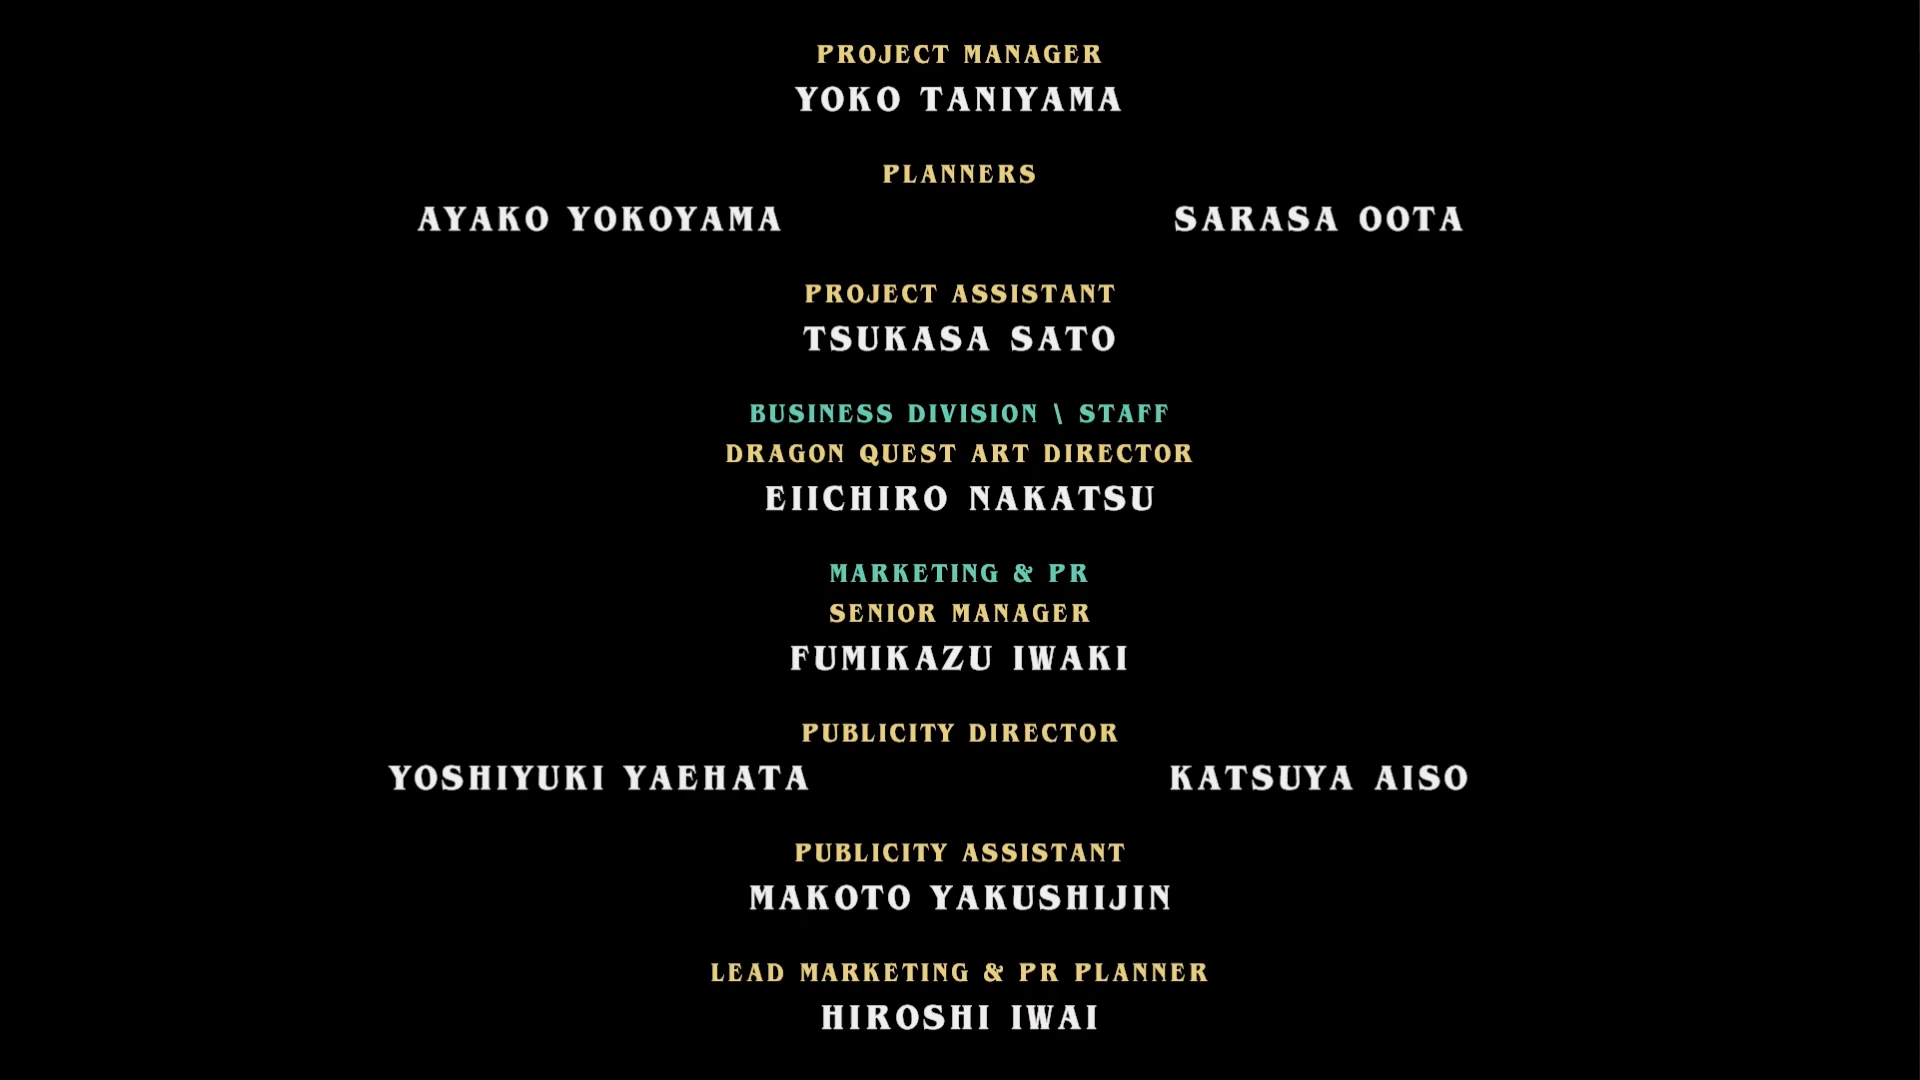 PROJECT MANAGER
YOKO TANIYAMA
PLANNERS
AYAKO YOKOYAMA SARASA OOTA
PROJECT ASSISTANT
TSUKASA SATO
BUSINESS DIVISION \ STAFF
DRAGON QUEST ART DIRECTOR
EIICHIRO NAKATSU
MARKETING & PR
SENIOR MANAGER
FUMIKAZU IWAKI
PUBLICITY DIRECTOR
YOSHIYUKI YAEHATA KATSUYA AISO
PUBLICITY ASSISTANT
MAKOTO YAKUSHIJIN
LEAD MARKETING & PR PLANNER
HIROSHI IWAI